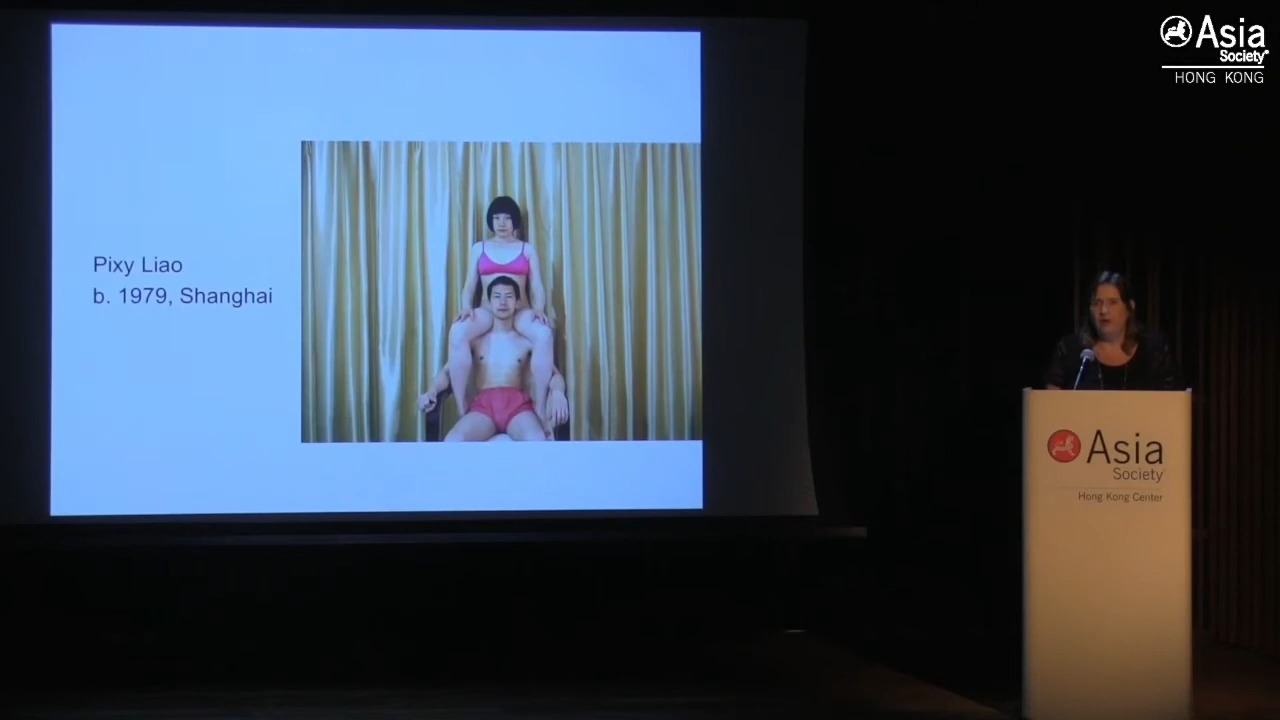 Pixy Liao
b. 1979, Shanghai
Asia
Society
HONG KONG
Asia
Society
Hong Kong Center